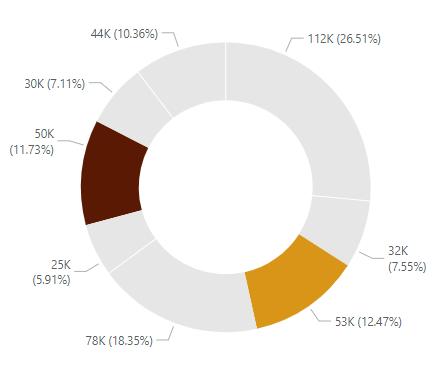 44K (10.36%)
112K (26.51%)
30K (7.11%)
50K
(11.73%)
32K
(7.55%)
25K
(5.91%)
53K (12.47%)
78K (18.35%)